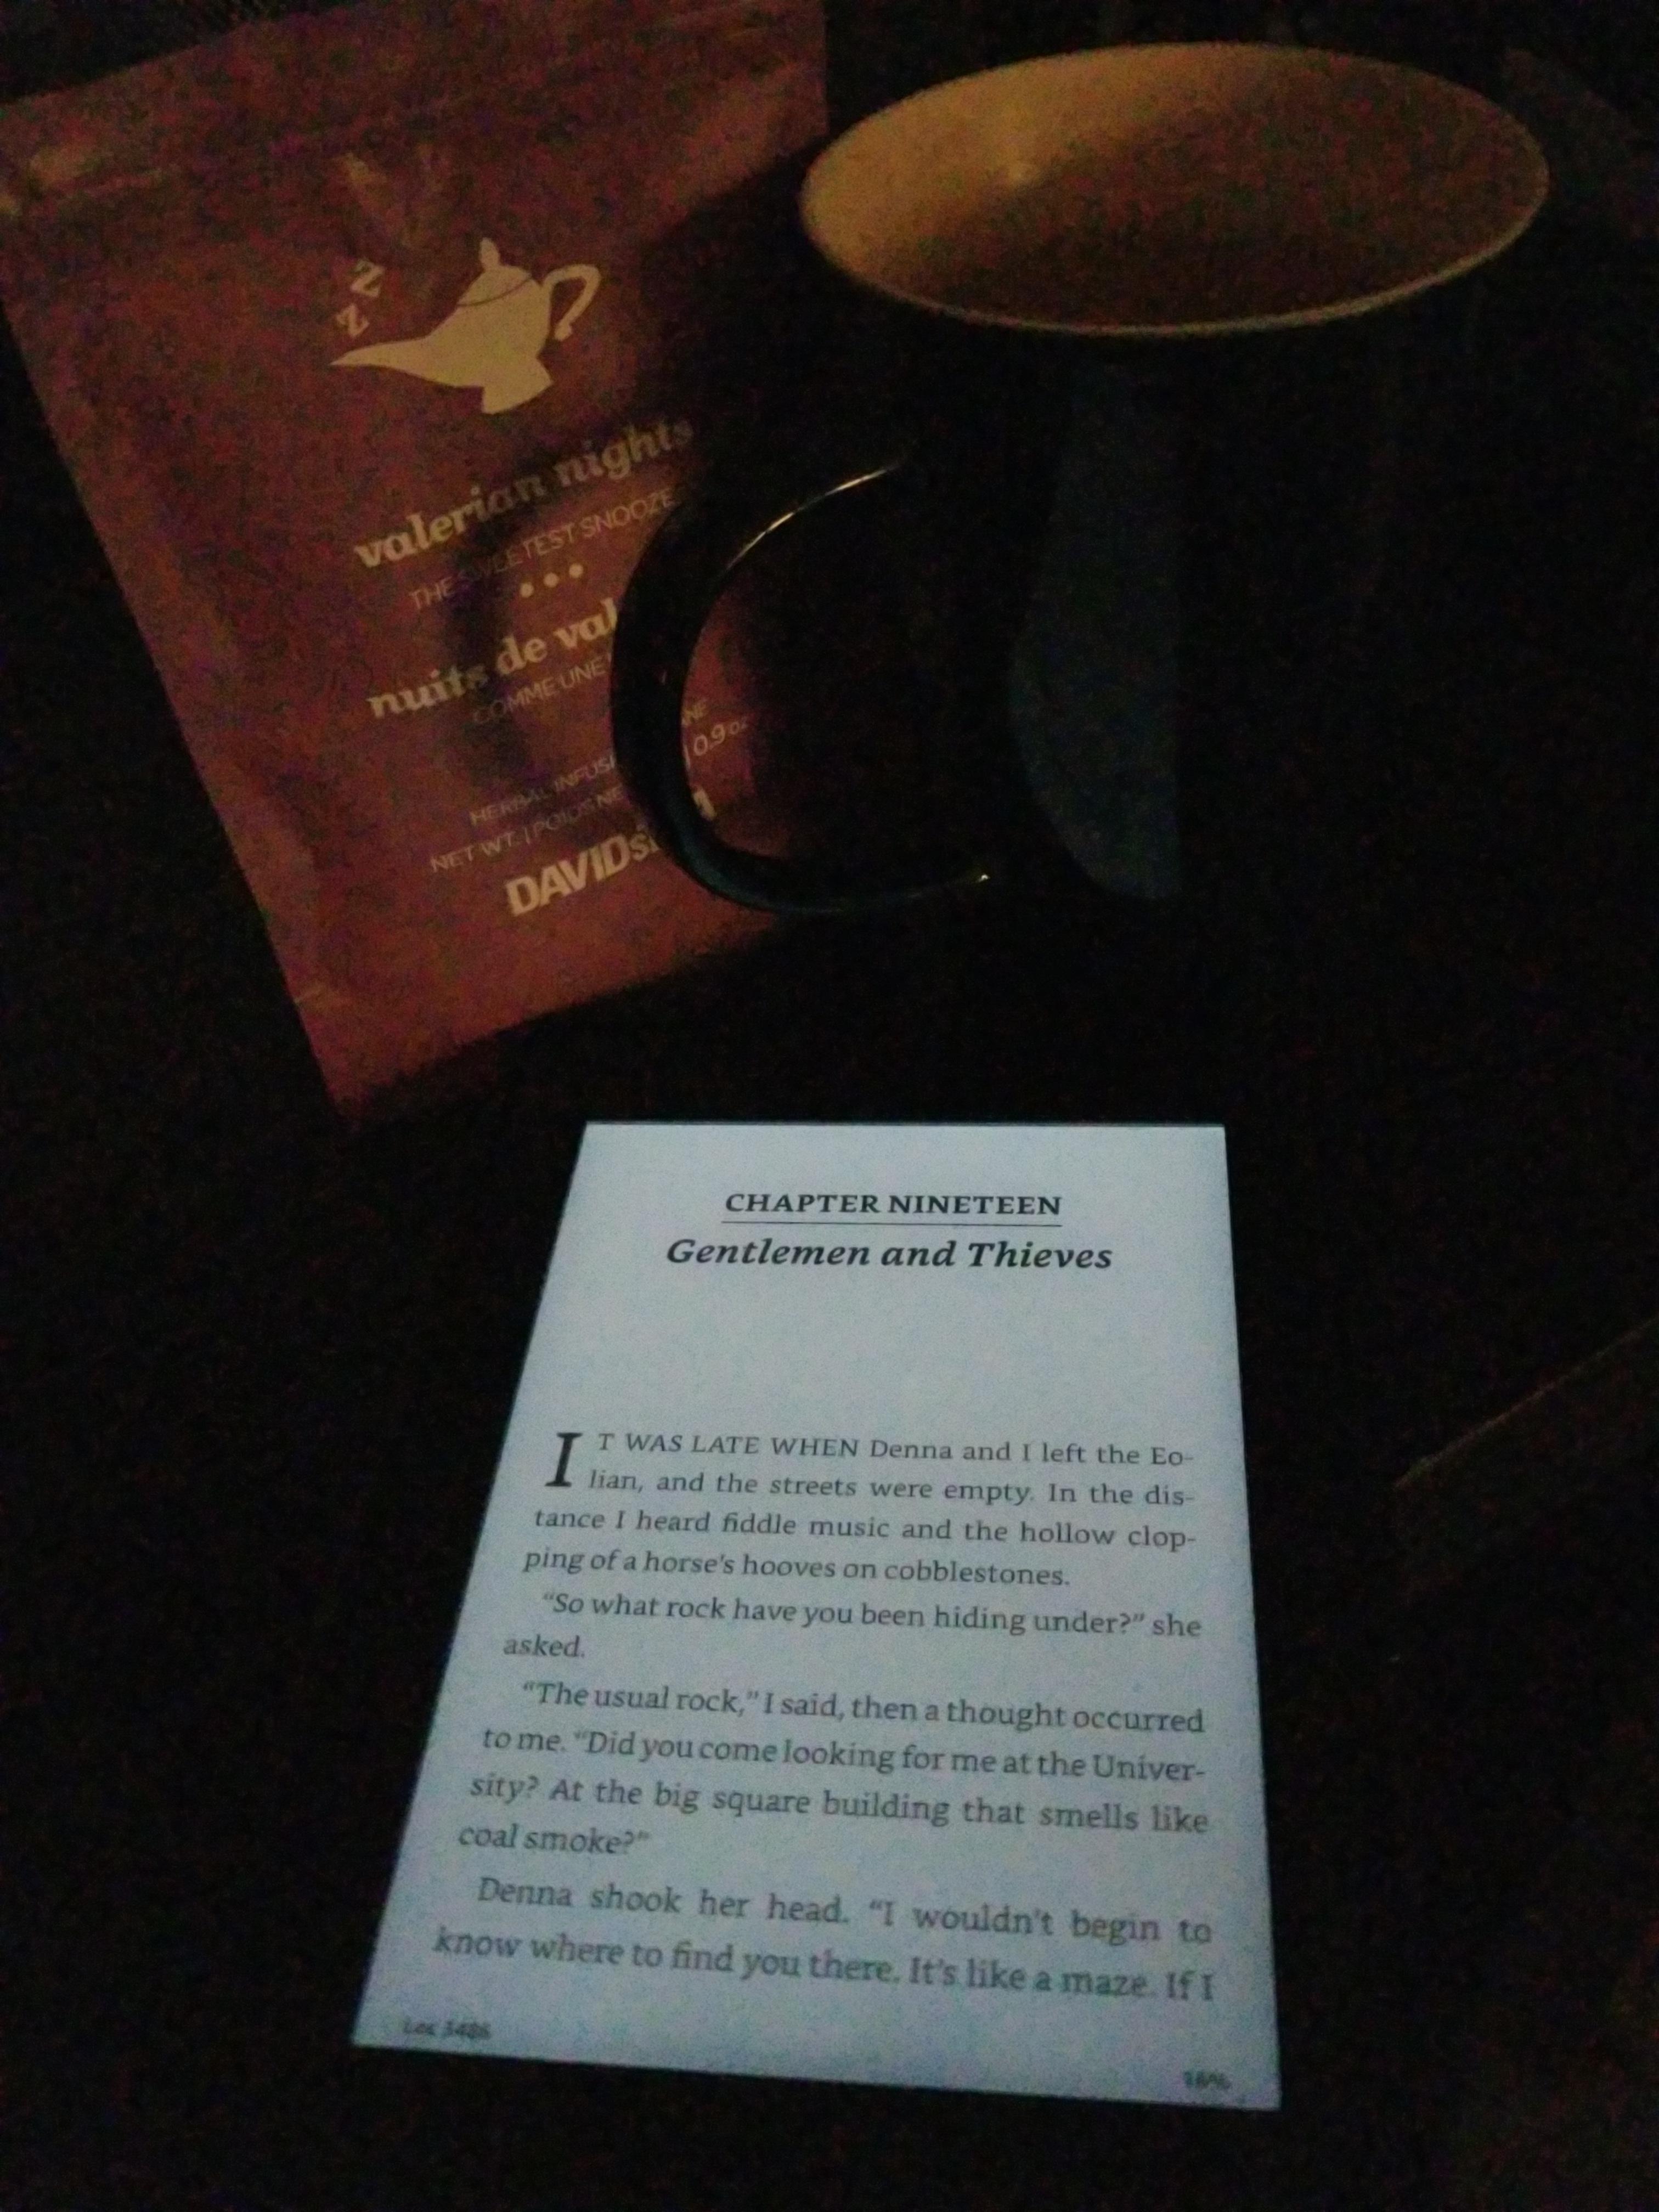 z
z
valerian nights
THE SWEETEST SNOOZE
nuits de val
COMME UNE
NE
HERBAL INFUSI
NET WT. | POIDS NE | 0.9 oz
DAVIDs
CHAPTER NINETEEN
Gentlemen and Thieves
IT WAS LATE WHEN Denna and I left the Eo-
lian, and the streets were empty. In the dis-
tance I heard fiddle music and the hollow clop-
ping of a horse's hooves on cobblestones.
“So what rock have you been hiding under?” she
asked.
“The usual rock,” I said, then a thought occurred
to me. “Did you come looking for me at the Univer-
sity? At the big square building that smells like
coal smoke?”
Denna shook her head. “I wouldn't begin to
know where to find you there. It's like a maze. If I
Loc 3486